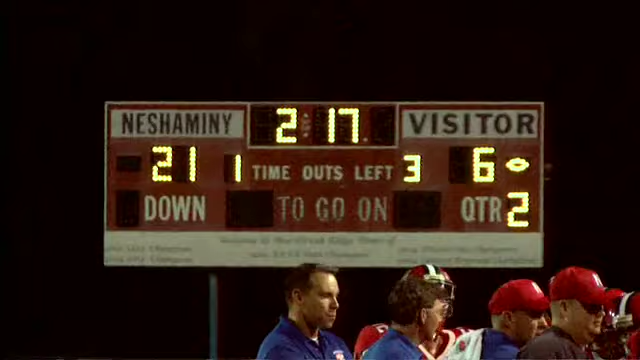 NESHAMINY 2:17 VISITOR
21 1 TIME OUTS LEFT 3 6
DOWN TO GO ON QTR 2